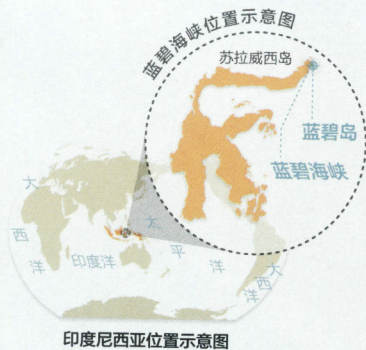 蓝碧海峡位置示意图
苏拉威西岛
蓝碧岛
蓝碧海峡
大西洋
印度洋
太平洋
大西洋
印度尼西亚位置示意图